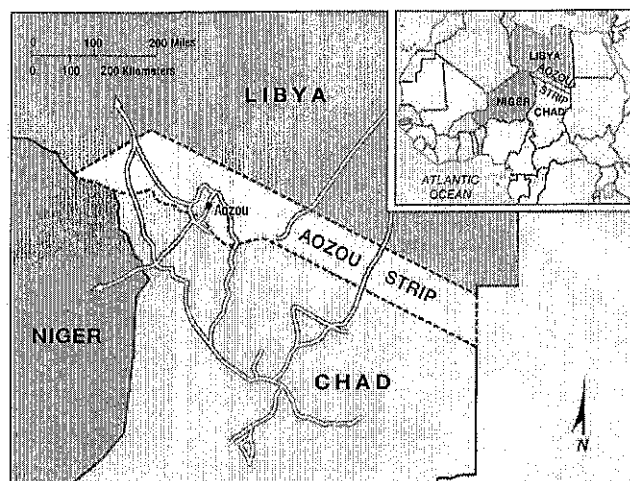 0 100 200 Miles
0 100 200 Kilometers
LIBYA
Aozou
AOZOU STRIP
NIGER
CHAD
N
LIBYA
AOZOU
STRIP
NIGER
CHAD
ATLANTIC
OCEAN